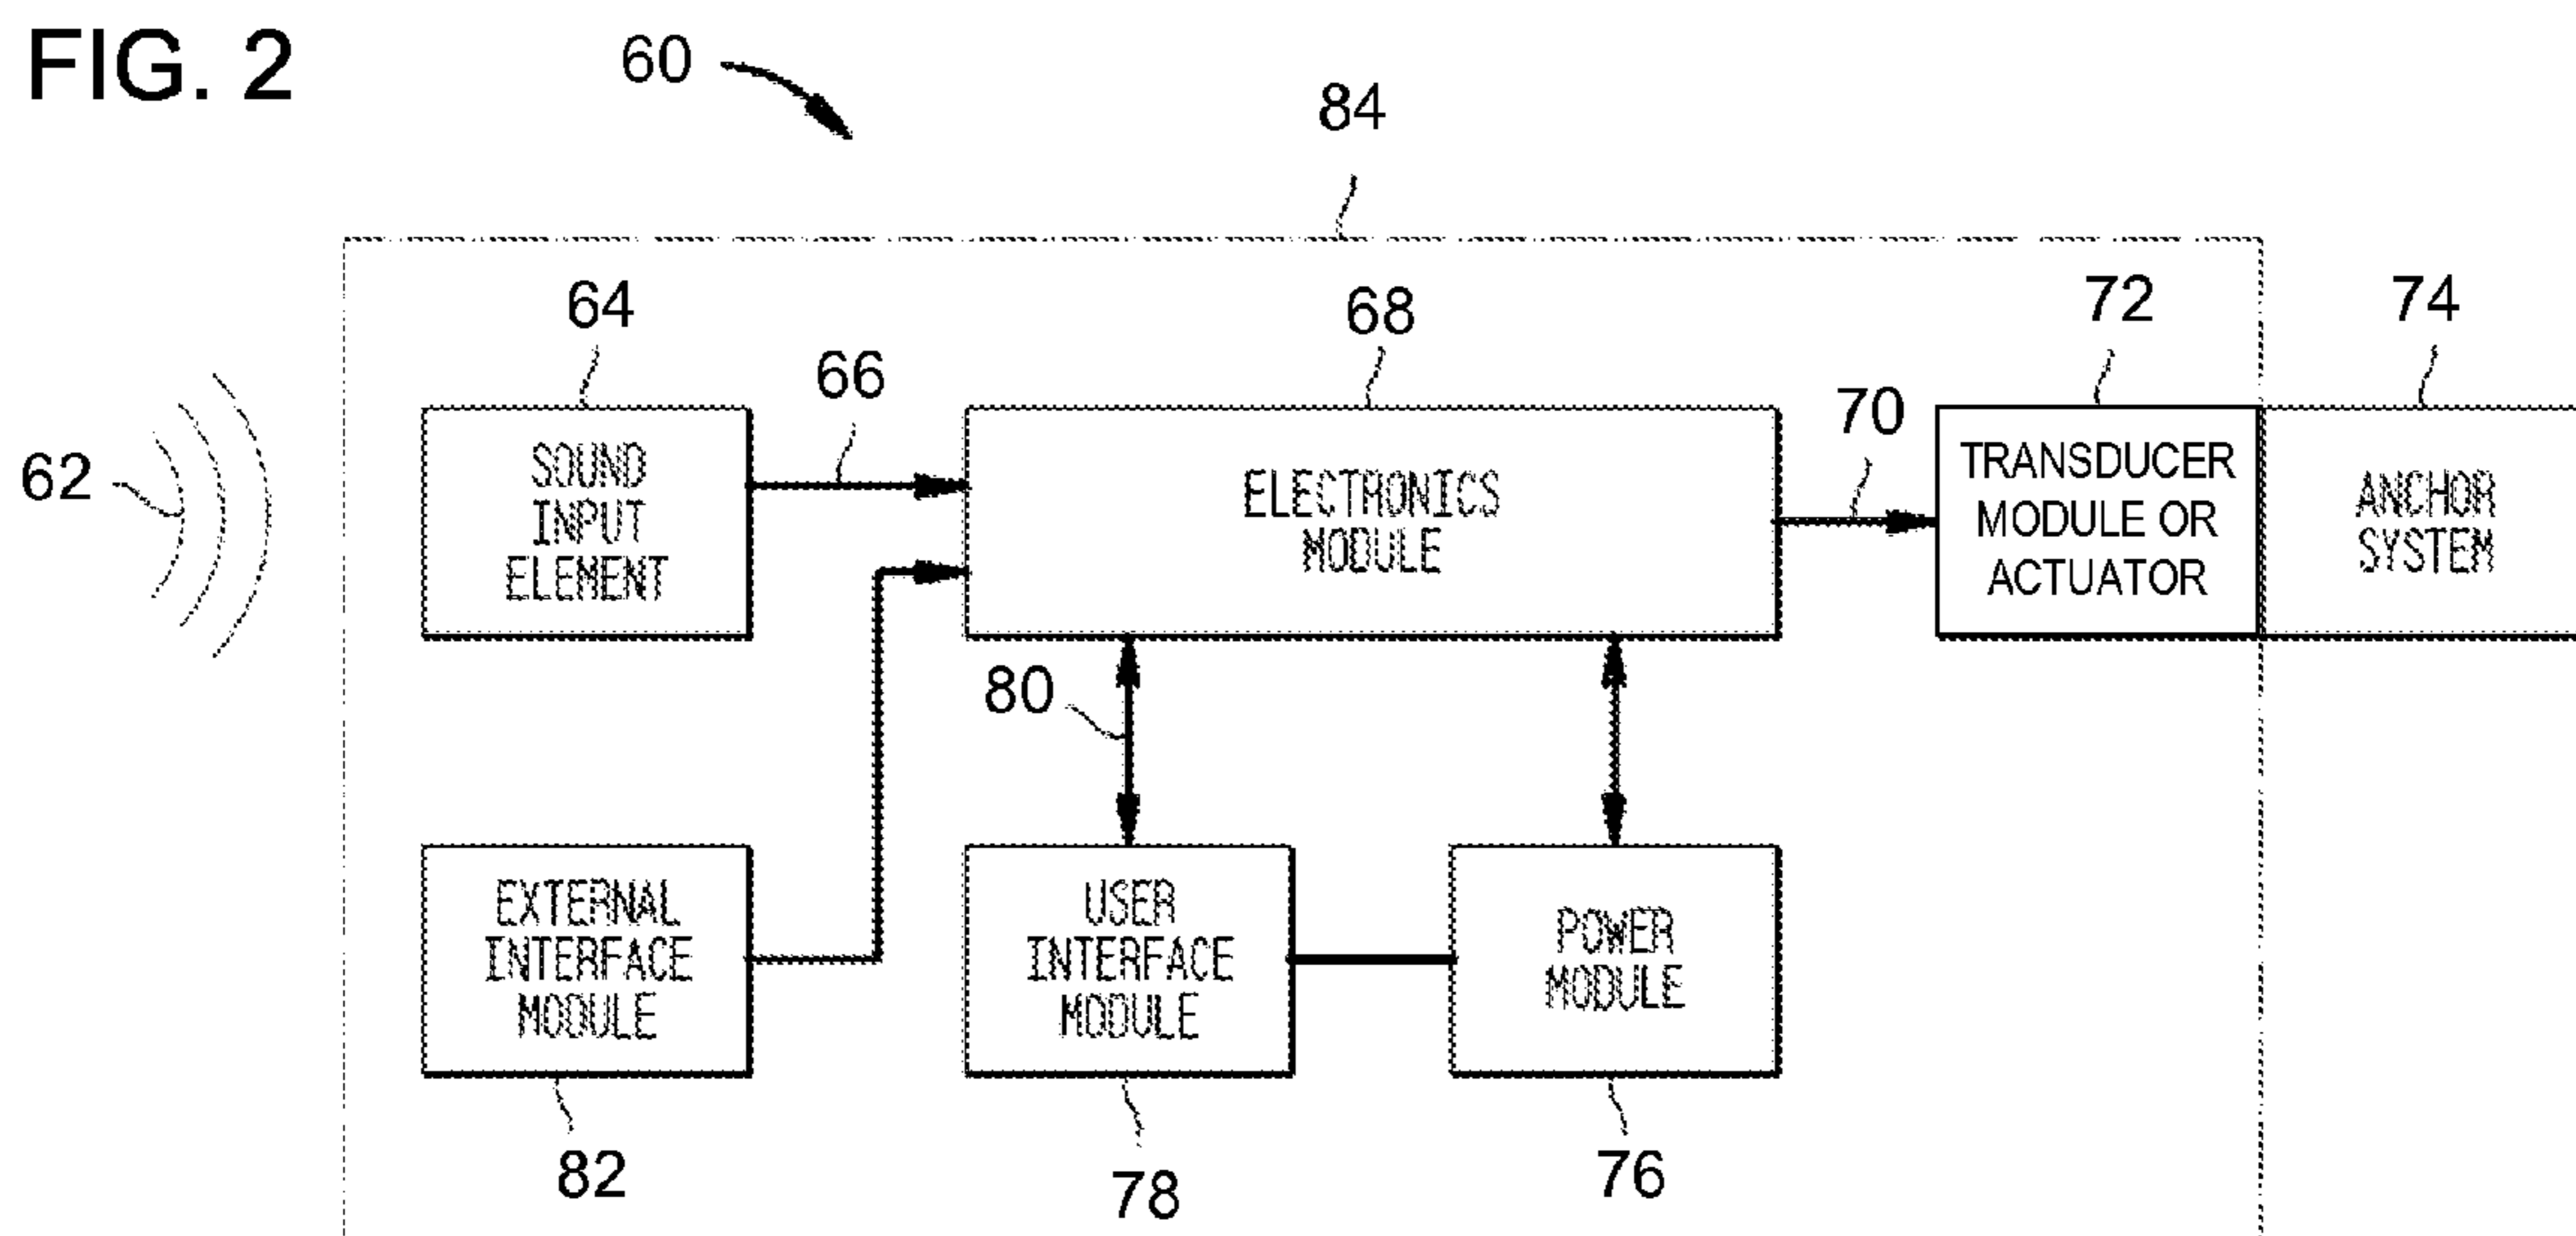 FIG. 2
60
84
64
66
68
70
72
74
62
SOUND
INPUT
ELEMENT
ELECTRONICS
MODULE
TRANSDUCER
MODULE OR
ACTUATOR
ANCHOR
SYSTEM
80
EXTERNAL
INTERFACE
MODULE
USER
INTERFACE
MODULE
POWER
MODULE
82
78
76